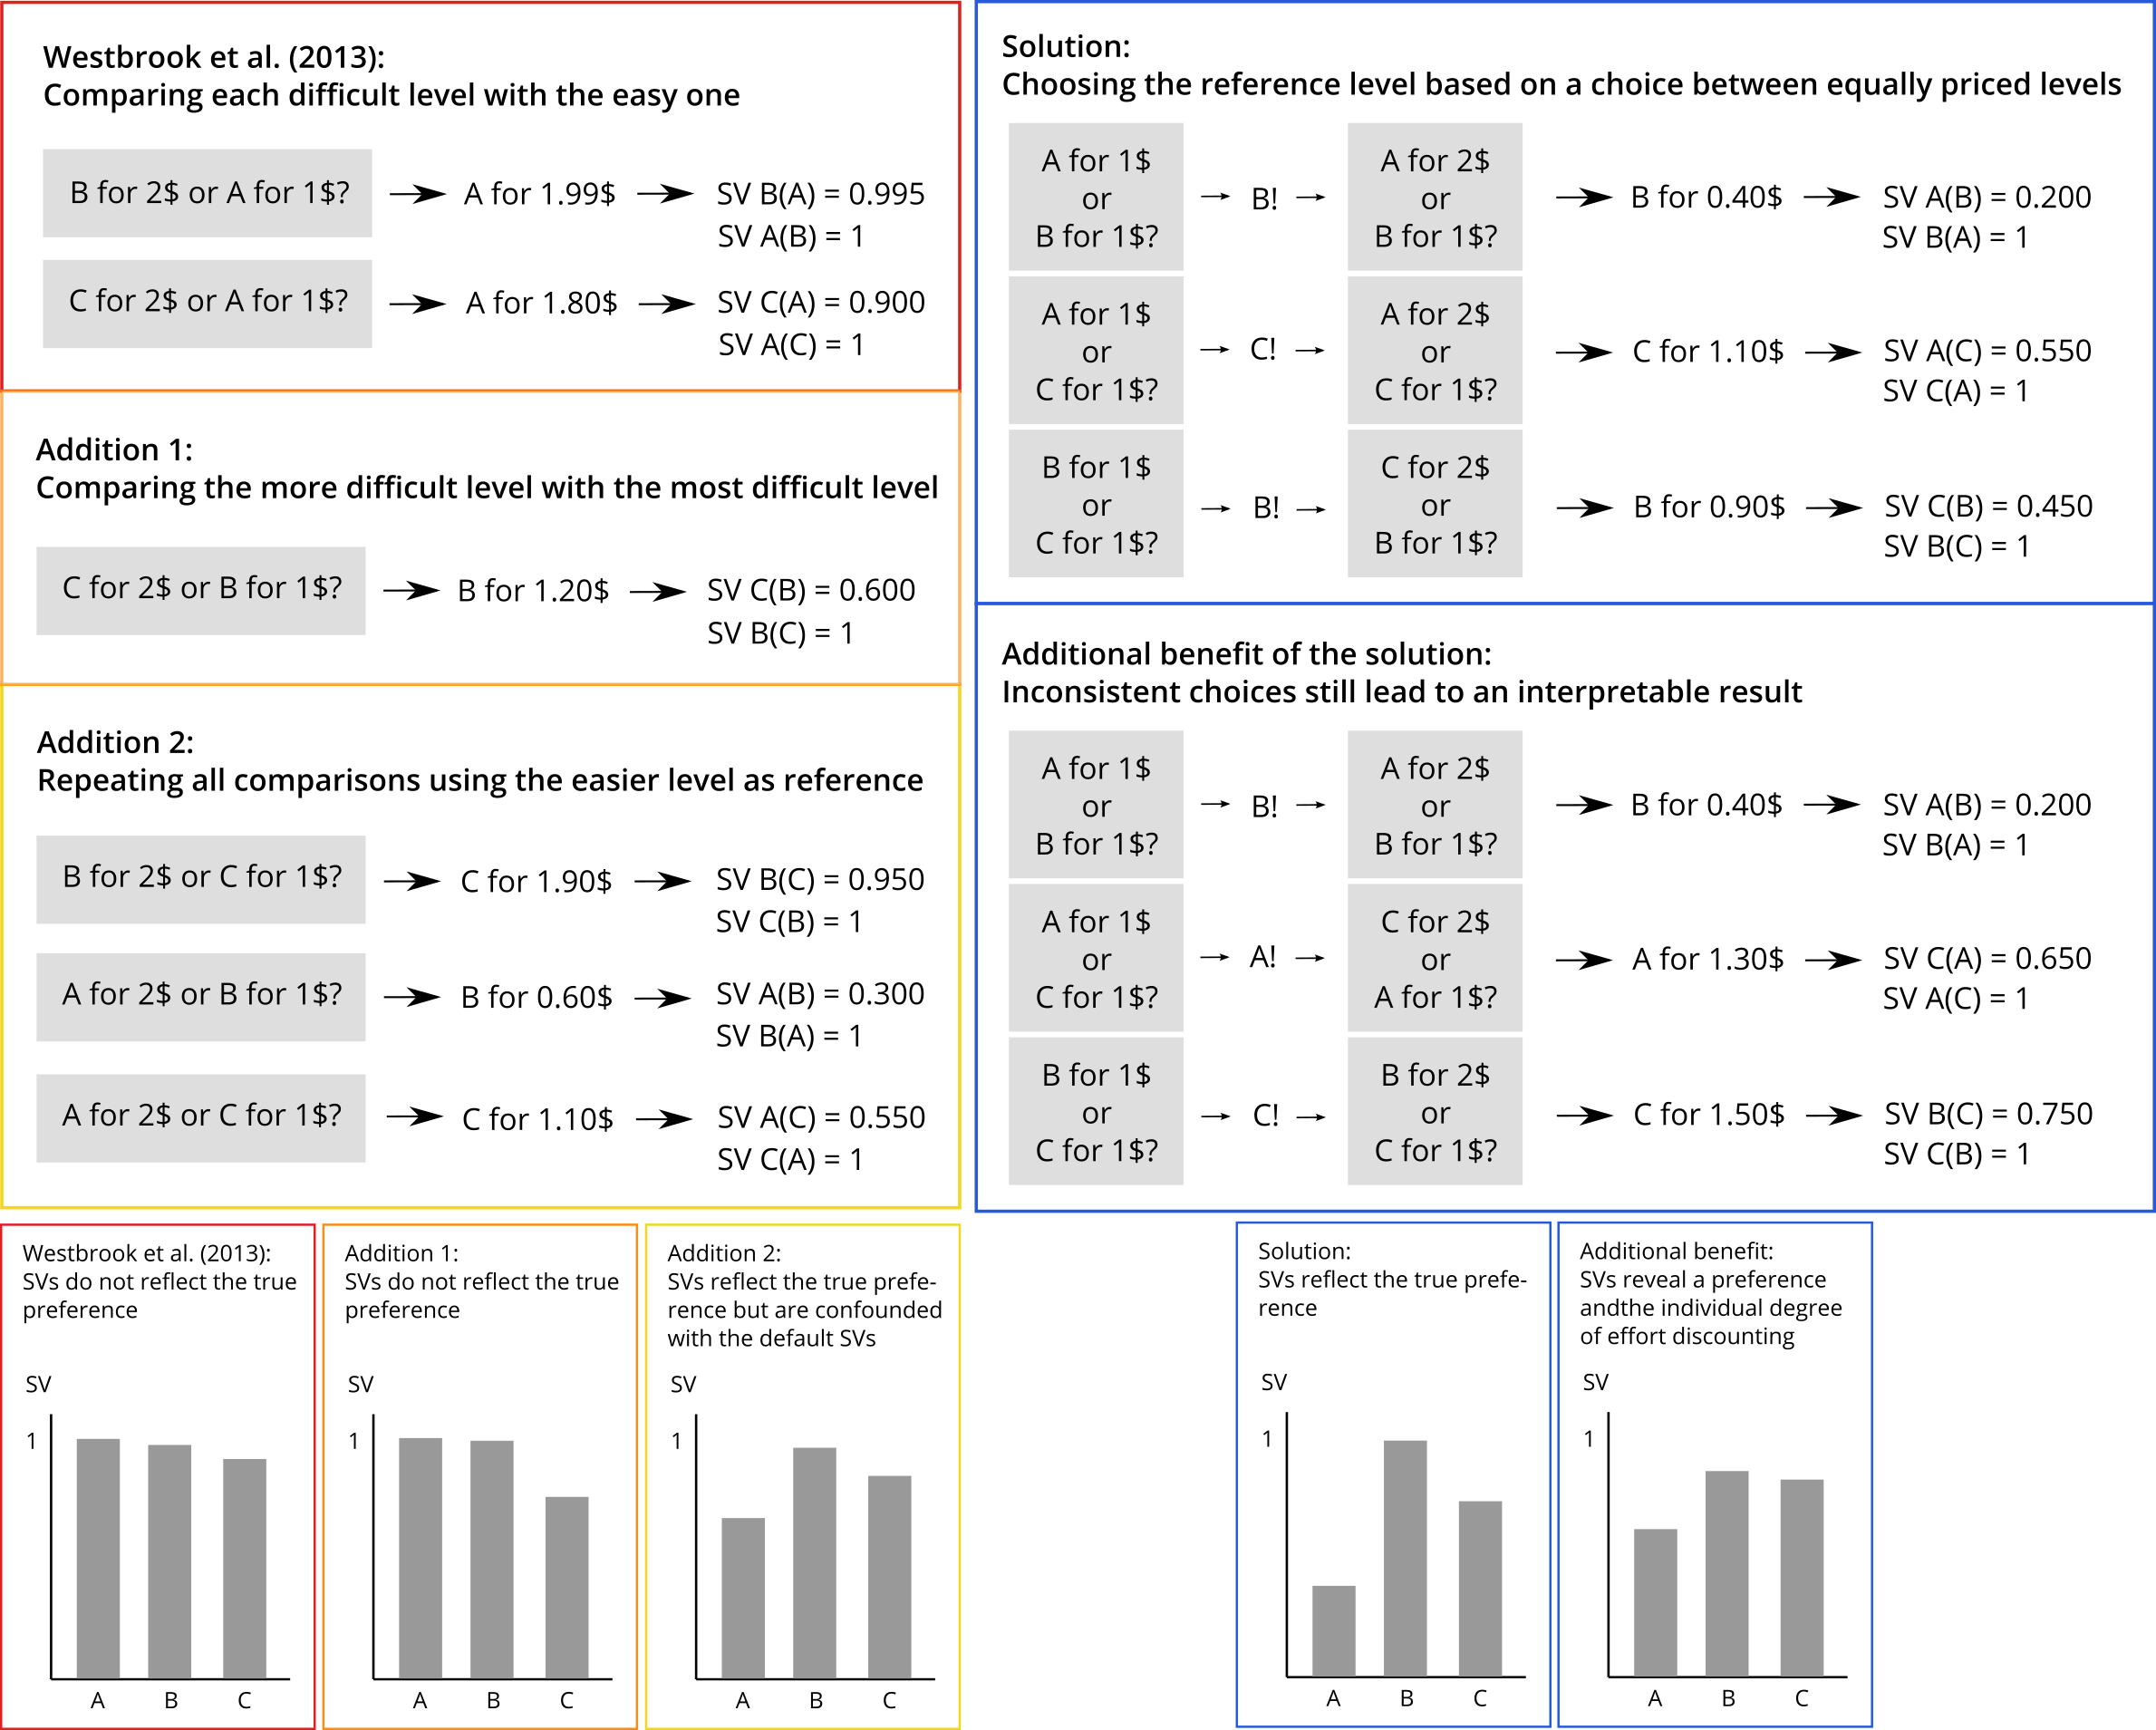 Westbrook et al. (2013):
Comparing each difficult level with the easy one
B for 2$ or A for 1$?
A for 1.99$
SV B(A) = 0.995
SV A(B) = 1
C for 2$ or A for 1$?
A for 1.80$
SV C(A) = 0.900
SV A(C) = 1
Addition 1:
Comparing the more difficult level with the most difficult level
C for 2$ or B for 1$?
B for 1.20$
SV C(B) = 0.600
SV B(C) = 1
Addition 2:
Repeating all comparisons using the easier level as reference
B for 2$ or C for 1$?
C for 1.90$
SV B(C) = 0.950
SV C(B) = 1
A for 2$ or B for 1$?
B for 0.60$
SV A(B) = 0.300
SV B(A) = 1
A for 2$ or C for 1$?
C for 1.10$
SV A(C) = 0.550
SV C(A) = 1
Solution:
Choosing the reference level based on a choice between equally priced levels
A for 1$
or
B for 1$?
B!
A for 2$
or
B for 1$?
B for 0.40$
SV A(B) = 0.200
SV B(A) = 1
A for 1$
or
C for 1$?
C!
A for 2$
or
C for 1$?
C for 1.10$
SV A(C) = 0.550
SV C(A) = 1
B for 1$
or
C for 1$?
B!
C for 2$
or
B for 1$?
B for 0.90$
SV C(B) = 0.450
SV B(C) = 1
Additional benefit of the solution:
Inconsistent choices still lead to an interpretable result
A for 1$
or
B for 1$?
B!
A for 2$
or
B for 1$?
B for 0.40$
SV A(B) = 0.200
SV B(A) = 1
A for 1$
or
C for 1$?
A!
C for 2$
or
A for 1$?
A for 1.30$
SV C(A) = 0.650
SV A(C) = 1
B for 1$
or
C for 1$?
C!
B for 2$
or
C for 1$?
C for 1.50$
SV B(C) = 0.750
SV C(B) = 1
Westbrook et al. (2013):
SVs do not reflect the true
preference
SV
1
A B C
Addition 1:
SVs do not reflect the true
preference
SV
1
A B C
Addition 2:
SVs reflect the true prefe-
rence but are confounded
with the default SVs
SV
1
A B C
Solution:
SVs reflect the true prefe-
rence
SV
1
A B C
Additional benefit:
SVs reveal a preference
andthe individual degree
of effort discounting
SV
1
A B C